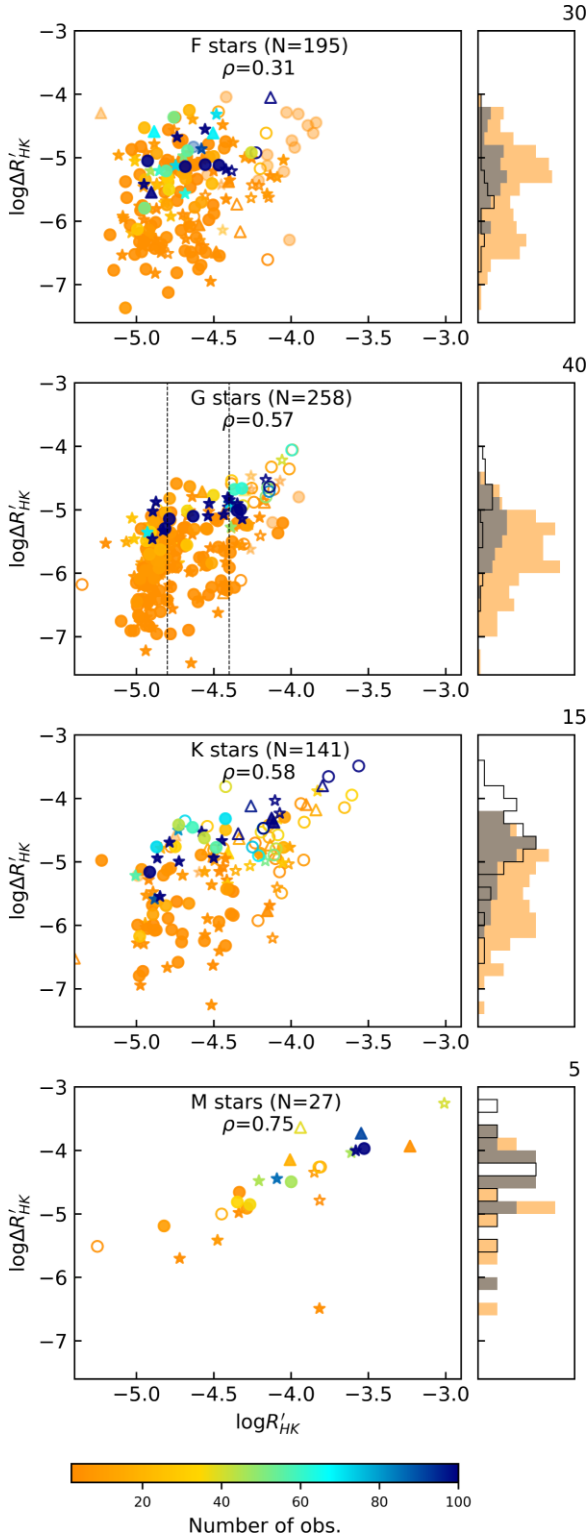 30
−3
F stars (N=195)
ρ=0.31
−4
−5
−6
−7
logΔR′HK
−5.0 −4.5 −4.0 −3.5 −3.0
40
−3
G stars (N=258)
ρ=0.57
−4
−5
−6
−7
logΔR′HK
−5.0 −4.5 −4.0 −3.5 −3.0
15
−3
K stars (N=141)
ρ=0.58
−4
−5
−6
−7
logΔR′HK
−5.0 −4.5 −4.0 −3.5 −3.0
5
−3
M stars (N=27)
ρ=0.75
−4
−5
−6
−7
logΔR′HK
−5.0 −4.5 −4.0 −3.5 −3.0
logR′HK
20 40 60 80 100
Number of obs.